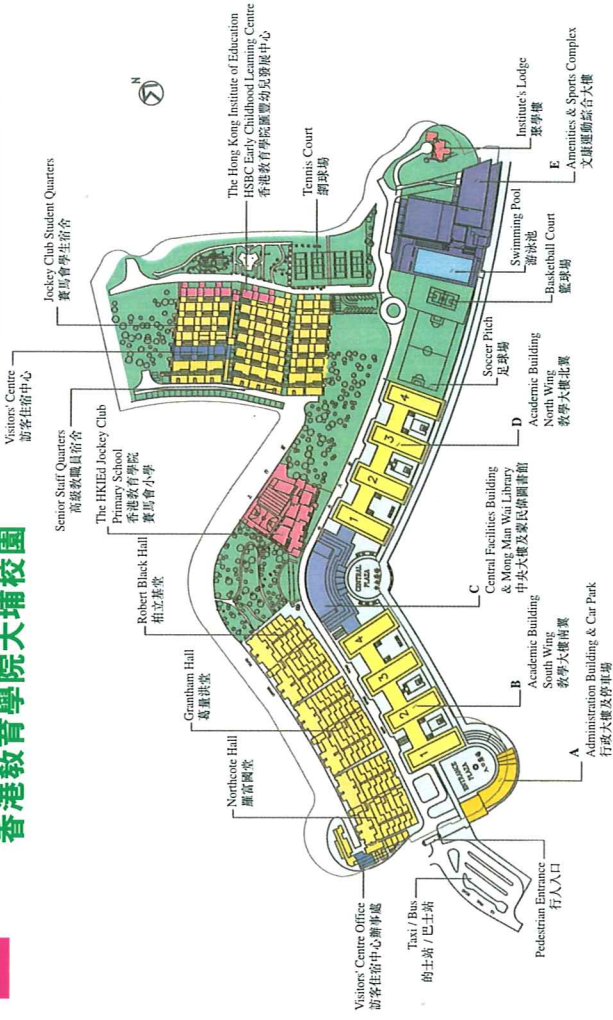 香港教育學院大埔校園
N
Visitors' Centre
訪客住宿中心
Jockey Club Student Quarters
賽馬會學生宿舍
Senior Staff Quarters
高級教職員宿舍
The HKIEd Jockey Club
Primary School
香港教育學院
賽馬會小學
The Hong Kong Institute of Education
HSBC Early Childhood Learning Centre
香港教育學院匯豐幼兒發展中心
Tennis Court
網球場
Robert Black Hall
柏立基堂
Grantham Hall
葛量洪堂
Northcote Hall
羅富國堂
Visitors' Centre Office
訪客住宿中心辦事處
Taxi / Bus
的士站 / 巴士站
Pedestrian Entrance
行人入口
A
Administration Building & Car Park
行政大樓及停車場
ENTRANCE
PLAZA
1
2
3
4
B
Academic Building
South Wing
教學大樓南翼
CENTRAL
PLAZA
C
Central Facilities Building
& Mong Man Wai Library
中央大樓及蒙民偉圖書館
1
2
3
4
D
Academic Building
North Wing
教學大樓北翼
Soccer Pitch
足球場
Basketball Court
籃球場
Swimming Pool
游泳池
E
Amenities & Sports Complex
文康運動綜合大樓
Institute's Lodge
聚學樓